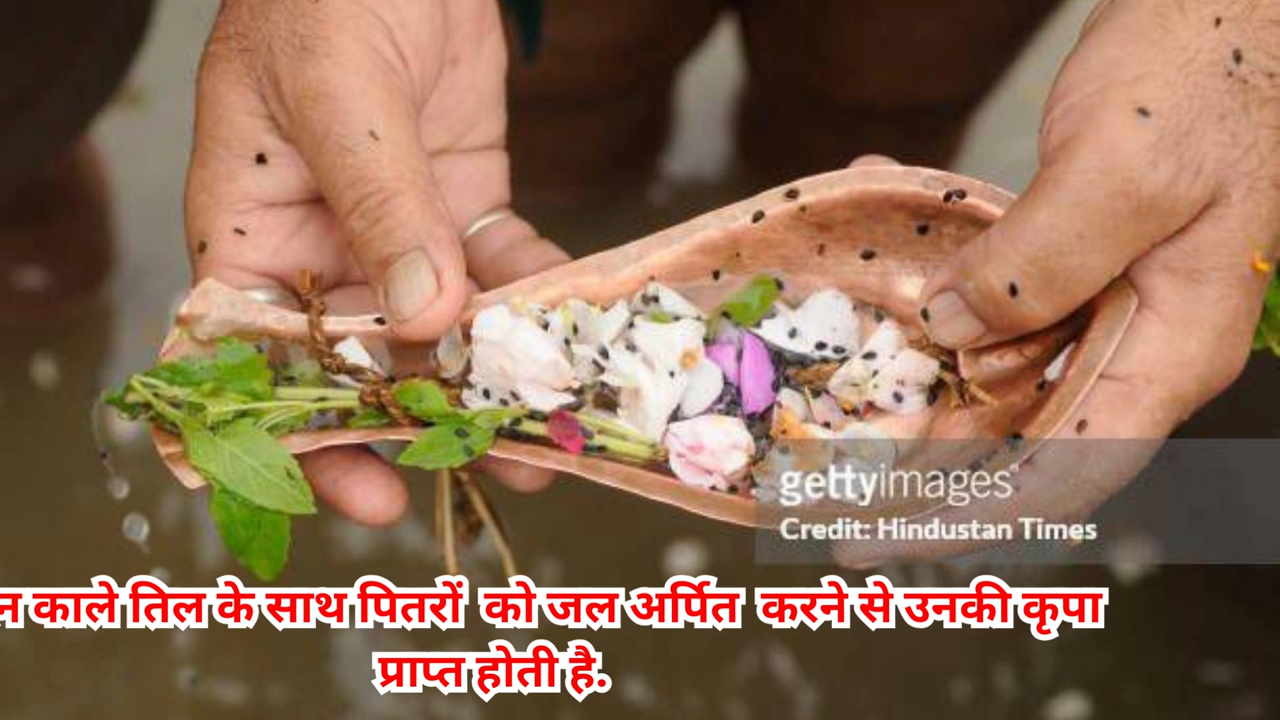 gettyimages®
Credit: Hindustan Times
काले तिल के साथ पितरों को जल अर्पित करने से उनकी कृपा
प्राप्त होती है.